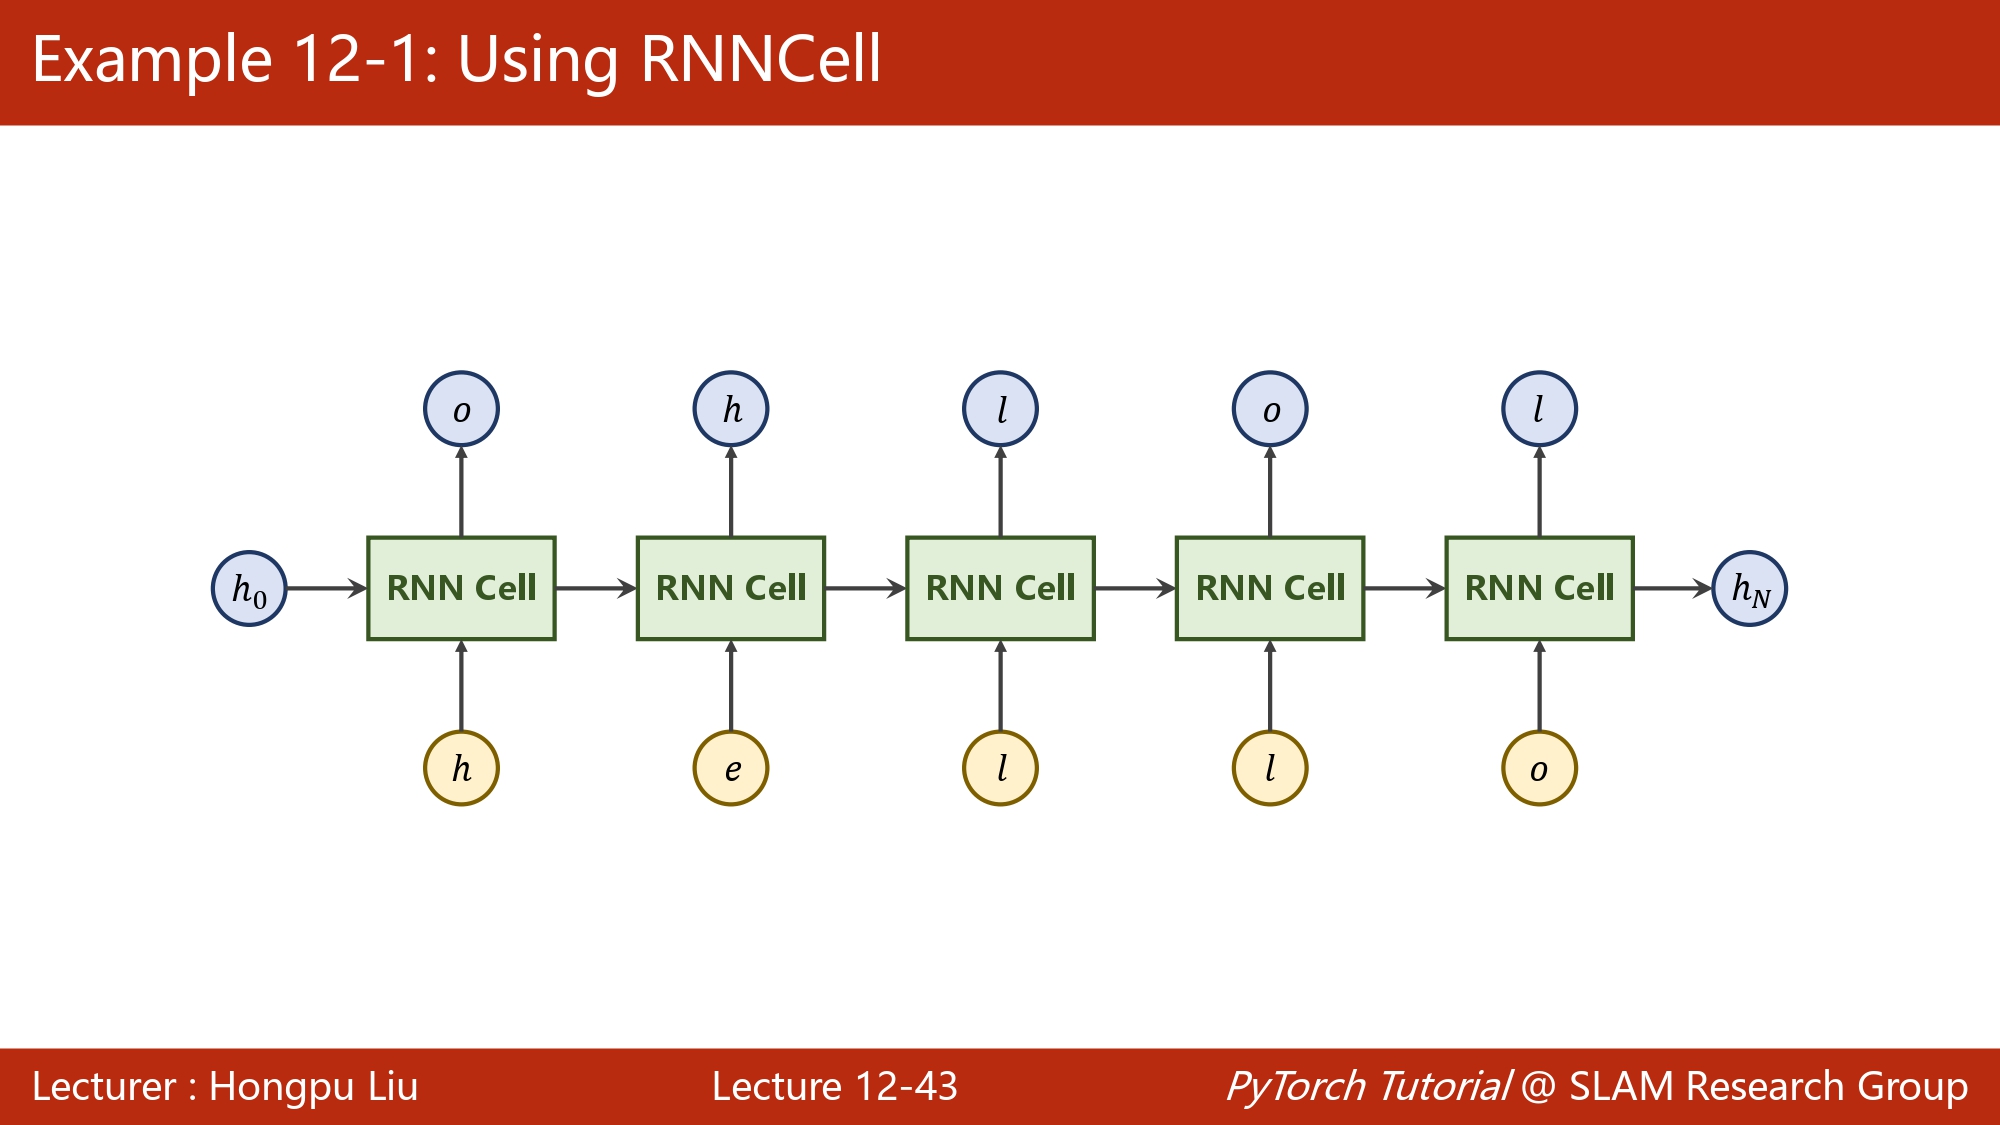 Example 12-1: Using RNNCell
o h l o l
h₀ RNN Cell RNN Cell RNN Cell RNN Cell RNN Cell h_N
h e l l o
Lecturer : Hongpu Liu Lecture 12-43 PyTorch Tutorial @ SLAM Research Group